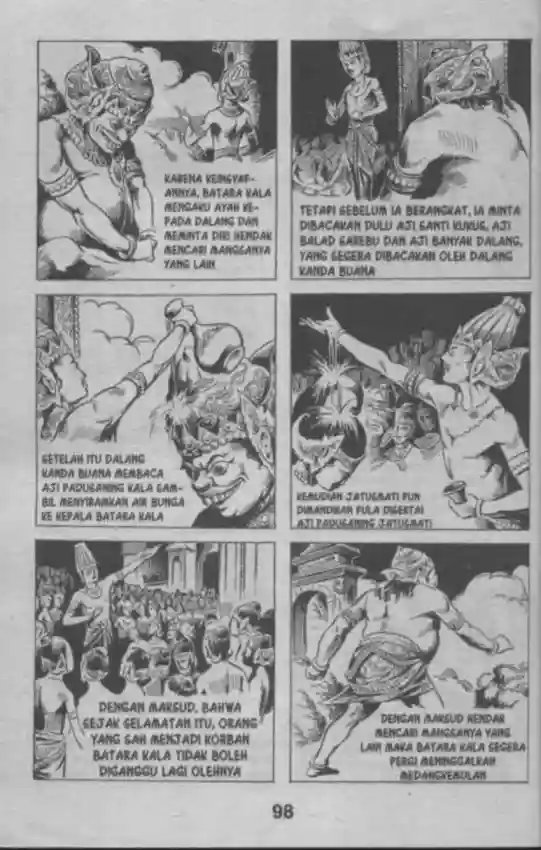 KARENA KEINSYAF-
ANNYA, BATARA KALA
MENGAKU AYAH KE-
PADA DALANG DAN
MEMINTA DIRI HENDAK
MENCARI MANGSANYA
YANG LAIN
TETAPI SEBELUM IA BERANGKAT, IA MINTA
DIBACAKAN DULU AJI SANTI KUKUS, AJI
BALAD GAREBU DAN AJI BANYAK DALANG,
YANG SEGERA DIBACAKAN OLEH DALANG
KANDA BUANA
SETELAH ITU DALANG
KANDA BUANA MEMBACA
AJI PADUGANING KALA SAM-
BIL MENYIRAMKAN AIR BUNGA
KE KEPALA BATARA KALA
KEMUDIAN JATUSMATI PUN
DIMANDIKAN PULA DISERTAI
AJI PADUGANING JATUSMATI
DENGAN MAKSUD, BAHWA
SEJAK SELAMATAN ITU, ORANG
YANG SAH MENJADI KORBAN
BATARA KALA TIDAK BOLEH
DIGANGGU LAGI OLEHNYA
DENGAN MAKSUD HENDAK
MENCARI MANGSANYA YANG
LAIN MAKA BATARA KALA SEGERA
PERGI MENINGGALKAN
MEDANGKEMULAN
98